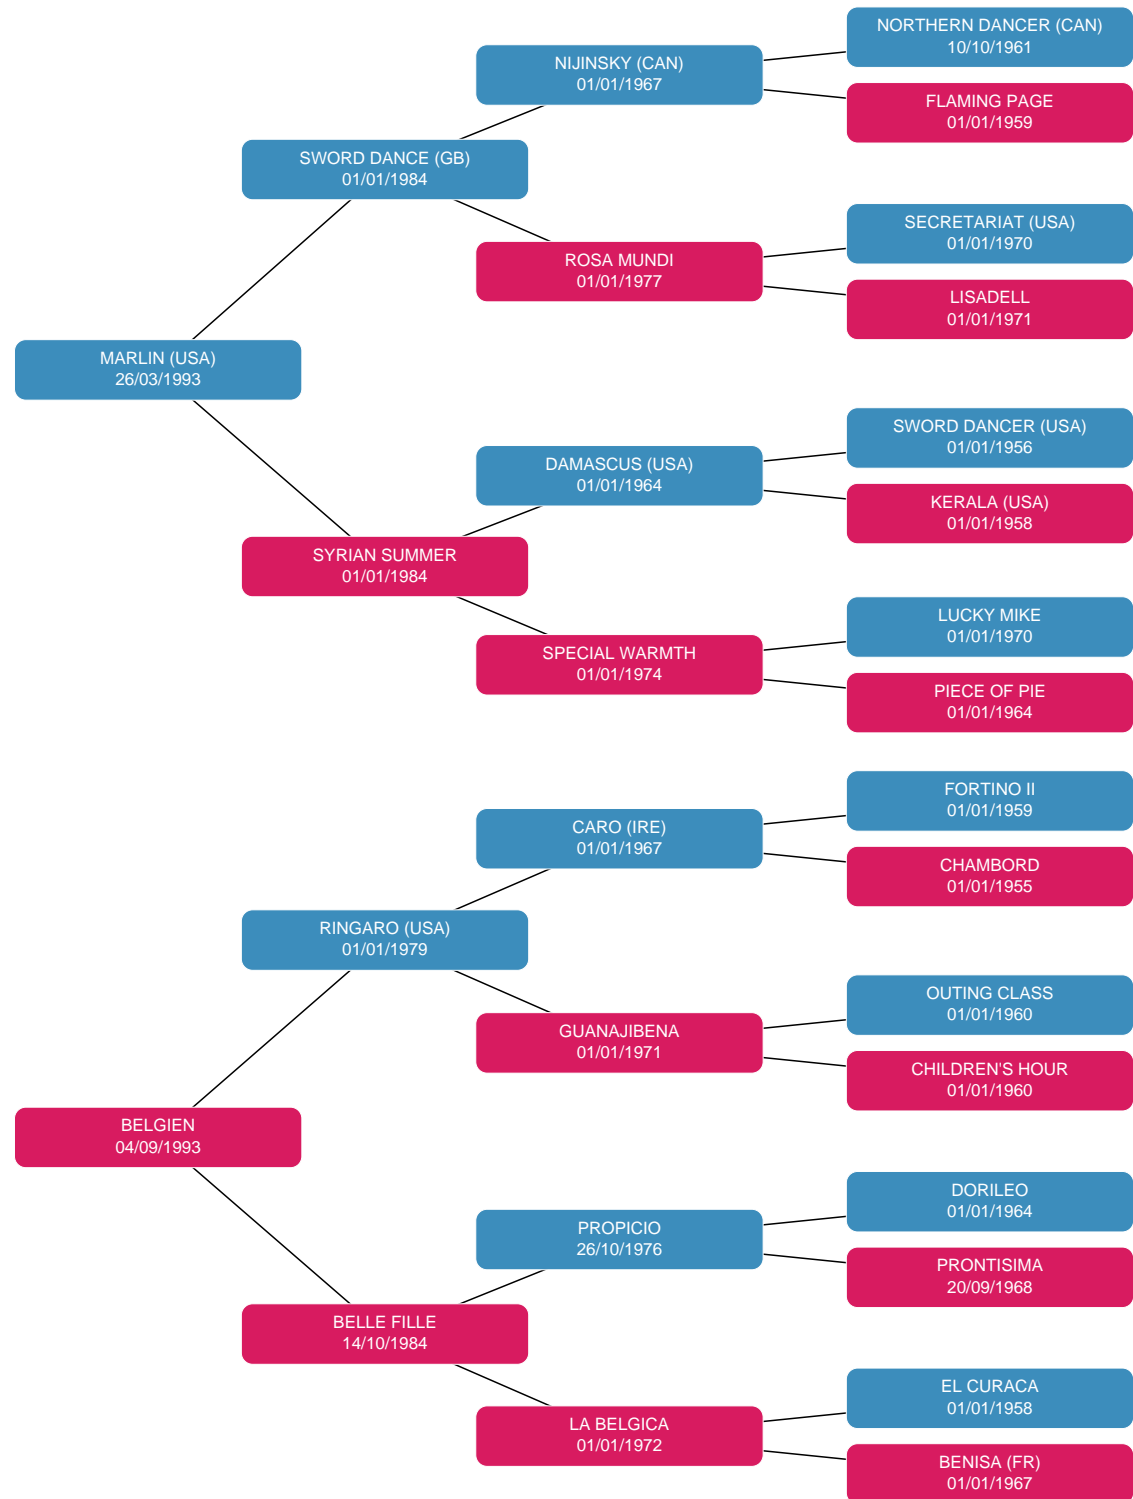 NORTHERN DANCER (CAN)
10/10/1961
NIJINSKY (CAN)
01/01/1967
FLAMING PAGE
01/01/1959
SWORD DANCE (GB)
01/01/1984
SECRETARIAT (USA)
01/01/1970
ROSA MUNDI
01/01/1977
LISADELL
01/01/1971
MARLIN (USA)
26/03/1993
SWORD DANCER (USA)
01/01/1956
DAMASCUS (USA)
01/01/1964
KERALA (USA)
01/01/1958
SYRIAN SUMMER
01/01/1984
LUCKY MIKE
01/01/1970
SPECIAL WARMTH
01/01/1974
PIECE OF PIE
01/01/1964
FORTINO II
01/01/1959
CARO (IRE)
01/01/1967
CHAMBORD
01/01/1955
RINGARO (USA)
01/01/1979
OUTING CLASS
01/01/1960
GUANAJIBENA
01/01/1971
CHILDREN'S HOUR
01/01/1960
BELGIEN
04/09/1993
DORILEO
01/01/1964
PROPICIO
26/10/1976
PRONTISIMA
20/09/1968
BELLE FILLE
14/10/1984
EL CURACA
01/01/1958
LA BELGICA
01/01/1972
BENISA (FR)
01/01/1967